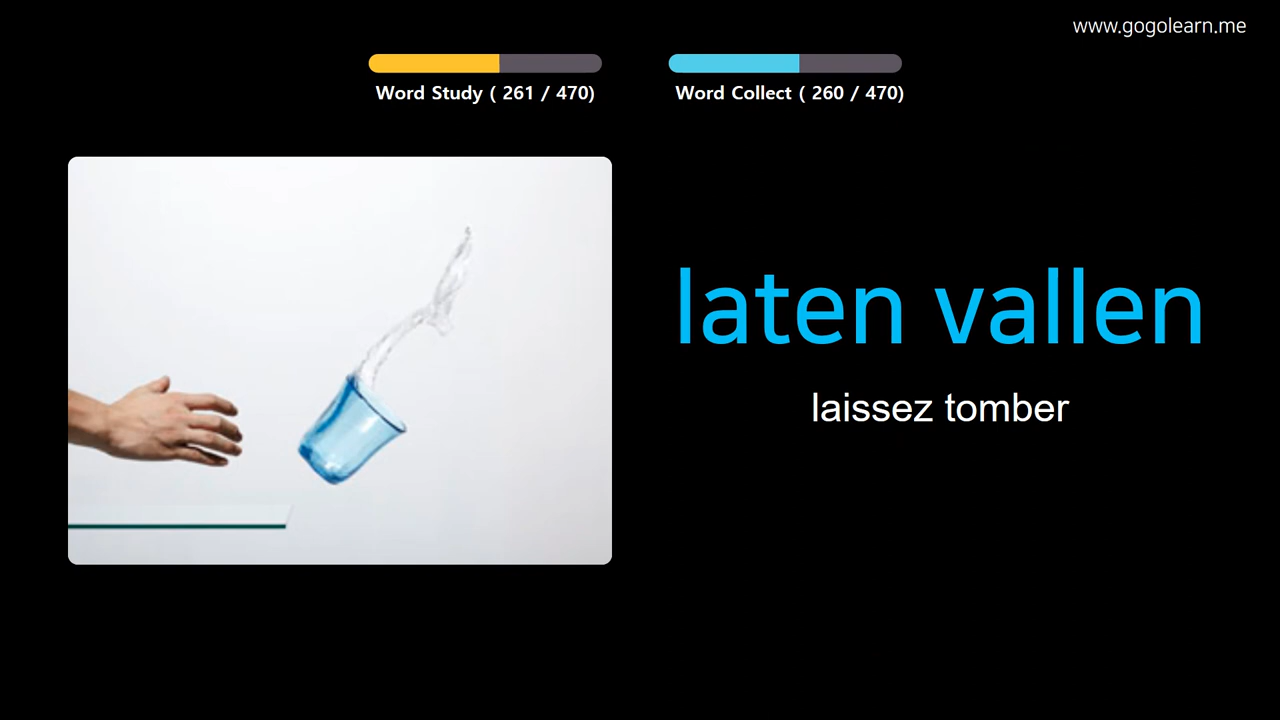 www.gogolearn.me
Word Study ( 261 / 470)
Word Collect ( 260 / 470)
laten vallen
laissez tomber